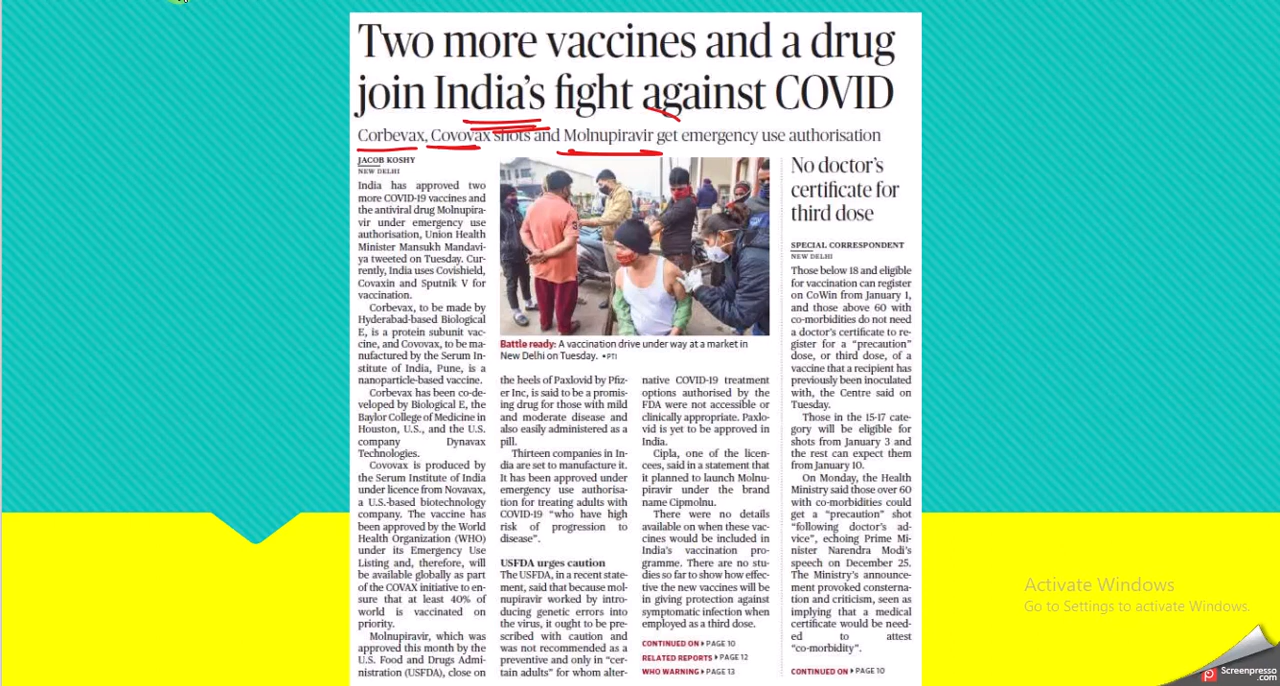 Two more vaccines and a drug
join India's fight against COVID
Corbevax, Covovax shots and Molnupiravir get emergency use authorisation
JACOB KOSHY
NEW DELHI
India has approved two
more COVID-19 vaccines and
the antiviral drug Molnupira-
vir under emergency use
authorisation, Union Health
Minister Mansukh Mandavi-
ya tweeted on Tuesday. Cur-
rently, India uses Covishield,
Covaxin and Sputnik V for
vaccination.
Corbevax, to be made by
Hyderabad-based Biological
E, is a protein subunit vac-
cine, and Covovax, to be ma-
nufactured by the Serum In-
stitute of India, Pune, is a
nanoparticle-based vaccine.
Corbevax has been co-de-
veloped by Biological E, the
Baylor College of Medicine in
Houston, U.S., and the U.S.
company Dynavax
Technologies.
Covovax is produced by
the Serum Institute of India
under licence from Novavax,
a U.S.-based biotechnology
company. The vaccine has
been approved by the World
Health Organization (WHO)
under its Emergency Use
Listing and, therefore, will
be available globally as part
of the COVAX initiative to en-
sure that at least 40% of
world is vaccinated on
priority.
Molnupiravir, which was
approved this month by the
U.S. Food and Drugs Admi-
nistration (USFDA), close on
Battle ready: A vaccination drive under way at a market in
New Delhi on Tuesday. •PTI
the heels of Paxlovid by Pfiz-
er Inc, is said to be a promis-
ing drug for those with mild
and moderate disease and
also easily administered as a
pill.
Thirteen companies in In-
dia are set to manufacture it.
It has been approved under
emergency use authorisa-
tion for treating adults with
COVID-19 “who have high
risk of progression to
disease”.
USFDA urges caution
The USFDA, in a recent state-
ment, said that because mol-
nupiravir worked by intro-
ducing genetic errors into
the virus, it ought to be pre-
scribed with caution and
was not recommended as a
preventive and only in “cer-
tain adults” for whom alter-
native COVID-19 treatment
options authorised by the
FDA were not accessible or
clinically appropriate. Paxlo-
vid is yet to be approved in
India.
Cipla, one of the licen-
cees, said in a statement that
it planned to launch Molnu-
piravir under the brand
name Cipmolnu.
There were no details
available on when these vac-
cines would be included in
India's vaccination pro-
gramme. There are no stu-
dies so far to show how effec-
tive the new vaccines will be
in giving protection against
symptomatic infection when
employed as a third dose.
CONTINUED ON ▸ PAGE 10
RELATED REPORTS ▸ PAGE 12
WHO WARNING ▸ PAGE 13
No doctor's
certificate for
third dose
SPECIAL CORRESPONDENT
NEW DELHI
Those below 18 and eligible
for vaccination can register
on CoWin from January 1,
and those above 60 with
co-morbidities do not need
a doctor's certificate to re-
gister for a “precaution”
dose, or third dose, of a
vaccine that a recipient has
previously been inoculated
with, the Centre said on
Tuesday.
Those in the 15-17 cate-
gory will be eligible for
shots from January 3 and
the rest can expect them
from January 10.
On Monday, the Health
Ministry said those over 60
with co-morbidities could
get a “precaution” shot
“following doctor's ad-
vice”, echoing Prime Mi-
nister Narendra Modi's
speech on December 25.
The Ministry's announce-
ment provoked consterna-
tion and criticism, seen as
implying that a medical
certificate would be need-
ed to attest
“co-morbidity”.
CONTINUED ON ▸ PAGE 10
Activate Windows
Go to Settings to activate Windows.
Screenpresso
.com